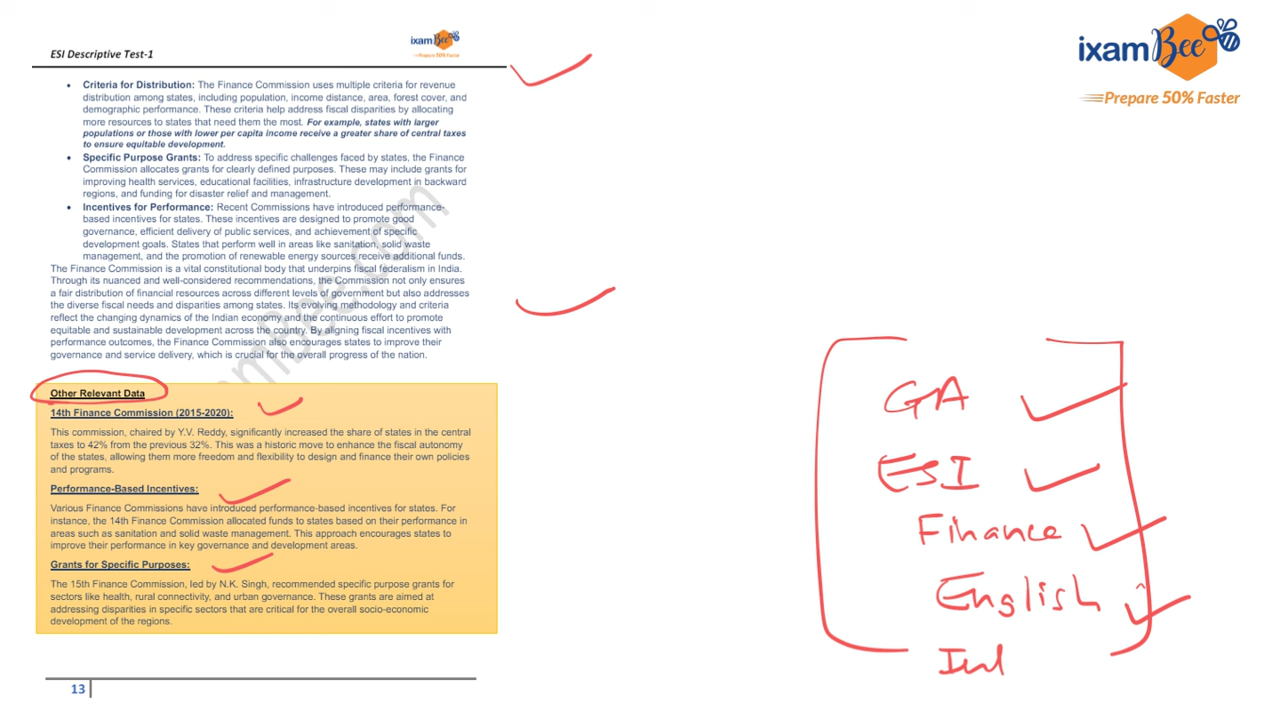 ESI Descriptive Test-1
ixamBee
Prepare 50% Faster
• Criteria for Distribution: The Finance Commission uses multiple criteria for revenue
distribution among states, including population, income distance, area, forest cover, and
demographic performance. These criteria help address fiscal disparities by allocating
more resources to states that need them the most. For example, states with larger
populations or those with lower per capita income receive a greater share of central taxes
to ensure equitable development.
• Specific Purpose Grants: To address specific challenges faced by states, the Finance
Commission allocates grants for clearly defined purposes. These may include grants for
improving health services, educational facilities, infrastructure development in backward
regions, and funding for disaster relief and management.
• Incentives for Performance: Recent Commissions have introduced performance-
based incentives for states. These incentives are designed to promote good
governance, efficient delivery of public services, and achievement of specific
development goals. States that perform well in areas like sanitation, solid waste
management, and the promotion of renewable energy sources receive additional funds.
The Finance Commission is a vital constitutional body that underpins fiscal federalism in India.
Through its nuanced and well-considered recommendations, the Commission not only ensures
a fair distribution of financial resources across different levels of government but also addresses
the diverse fiscal needs and disparities among states. Its evolving methodology and criteria
reflect the changing dynamics of the Indian economy and the continuous effort to promote
equitable and sustainable development across the country. By aligning fiscal incentives with
performance outcomes, the Finance Commission also encourages states to improve their
governance and service delivery, which is crucial for the overall progress of the nation.
Other Relevant Data
14th Finance Commission (2015-2020):
This commission, chaired by Y.V. Reddy, significantly increased the share of states in the central
taxes to 42% from the previous 32%. This was a historic move to enhance the fiscal autonomy
of the states, allowing them more freedom and flexibility to design and finance their own policies
and programs.
Performance-Based Incentives:
Various Finance Commissions have introduced performance-based incentives for states. For
instance, the 14th Finance Commission allocated funds to states based on their performance in
areas such as sanitation and solid waste management. This approach encourages states to
improve their performance in key governance and development areas.
Grants for Specific Purposes:
The 15th Finance Commission, led by N.K. Singh, recommended specific purpose grants for
sectors like health, rural connectivity, and urban governance. These grants are aimed at
addressing disparities in specific sectors that are critical for the overall socio-economic
development of the regions.
13
ixamBee
Prepare 50% Faster
GA
ESI
Finance
English